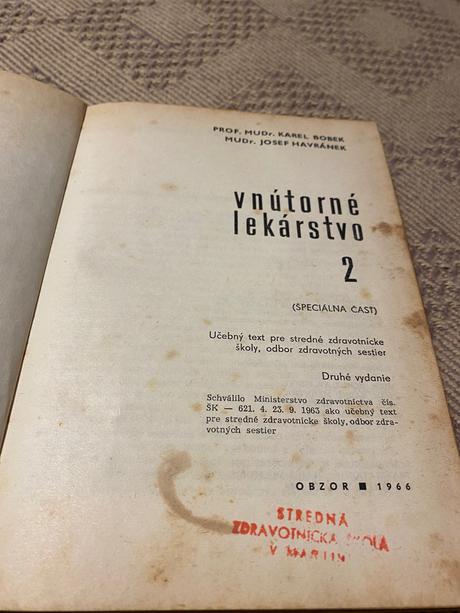 PROF. MUDr. KAREL BOBEK
MUDr. JOSEF HAVRÁNEK
vnútorné
lekárstvo
2
(ŠPECIÁLNA ČASŤ)
Učebný text pre stredné zdravotnícke
školy, odbor zdravotných sestier
Druhé vydanie
Schválilo Ministerstvo zdravotníctva čís.
ŠK — 621. 4. 23. 9. 1963 ako učebný text
pre stredné zdravotnícke školy, odbor zdra-
votných sestier
OBZOR ■ 1966
STREDNÁ
ZDRAVOTNÍCKA ŠKOLA
V MARTIN